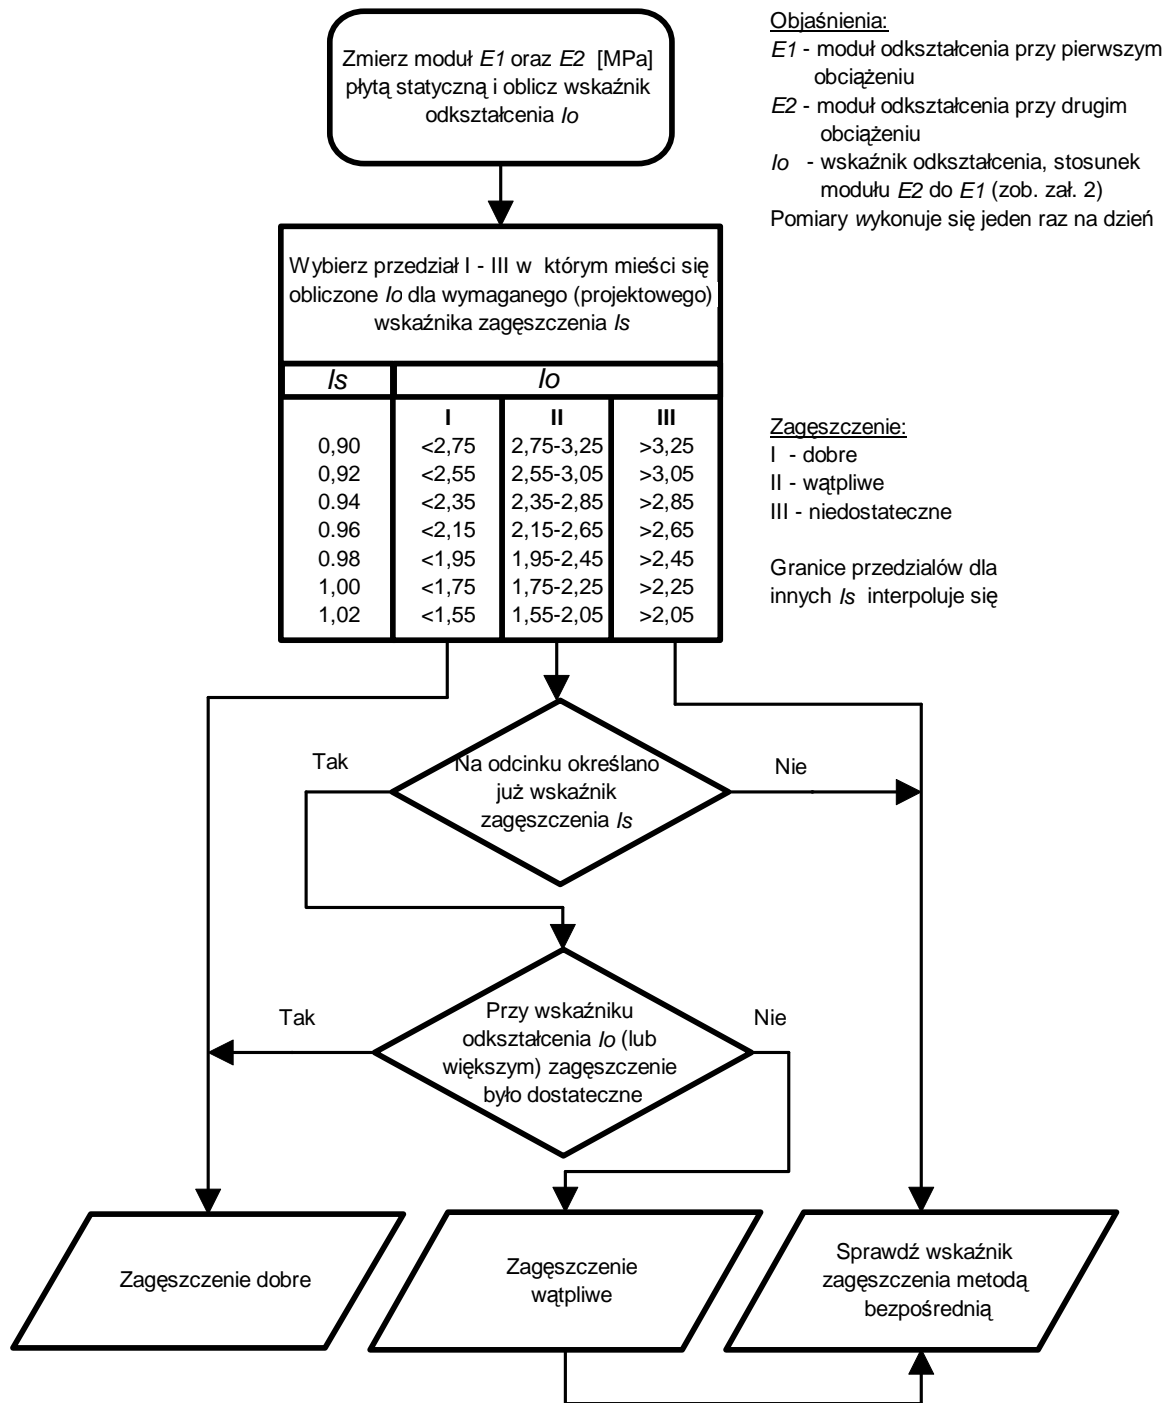 Zmierz moduł E1 oraz E2 [MPa]
płytą statyczną i oblicz wskaźnik
odkształcenia Io
Objaśnienia:
E1 - moduł odkształcenia przy pierwszym
obciążeniu
E2 - moduł odkształcenia przy drugim
obciążeniu
Io - wskaźnik odkształcenia, stosunek
modułu E2 do E1 (zob. zał. 2)
Pomiary wykonuje się jeden raz na dzień
Wybierz przedział I - III w którym mieści się
obliczone Io dla wymaganego (projektowego)
wskaźnika zagęszczenia Is
Is Io
I II III
0,90 <2,75 2,75-3,25 >3,25
0,92 <2,55 2,55-3,05 >3,05
0.94 <2,35 2,35-2,85 >2,85
0.96 <2,15 2,15-2,65 >2,65
0.98 <1,95 1,95-2,45 >2,45
1,00 <1,75 1,75-2,25 >2,25
1,02 <1,55 1,55-2,05 >2,05
Zagęszczenie:
I - dobre
II - wątpliwe
III - niedostateczne
Granice przedzialów dla
innych Is interpoluje się
Tak
Na odcinku określano
już wskaźnik
zagęszczenia Is
Nie
Tak
Przy wskaźniku
odkształcenia Io (lub
większym) zagęszczenie
było dostateczne
Nie
Zagęszczenie dobre
Zagęszczenie
wątpliwe
Sprawdź wskaźnik
zagęszczenia metodą
bezpośrednią